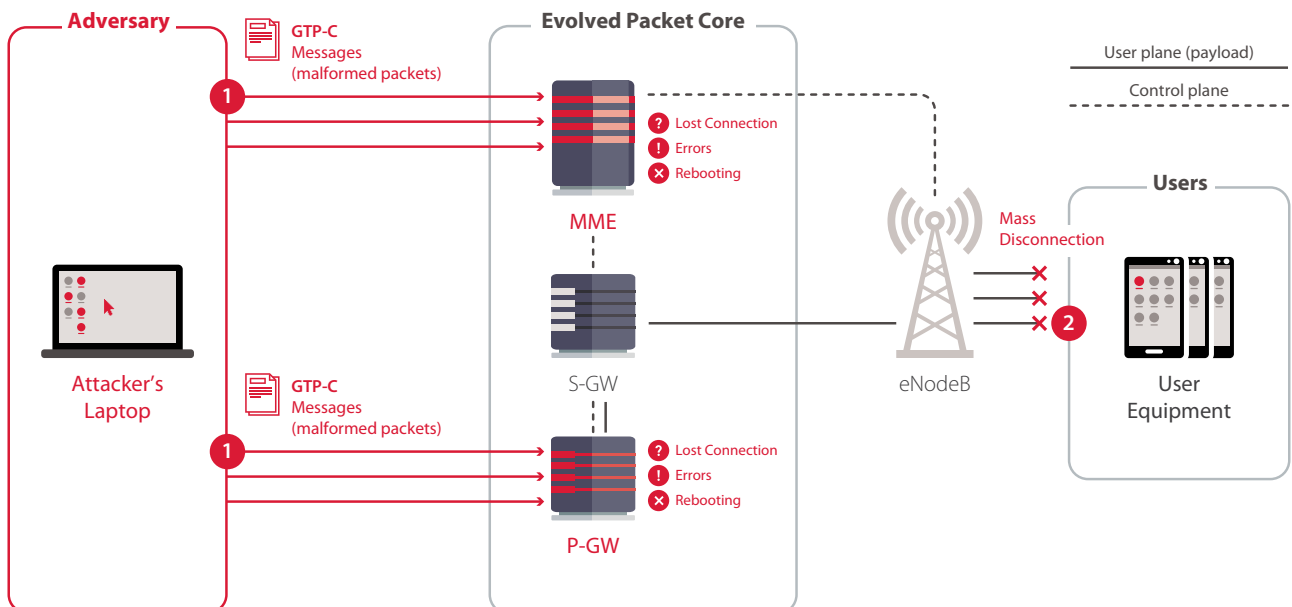 Adversary
Evolved Packet Core
GTP-C
Messages
(malformed packets)
1
User plane (payload)
Control plane
? Lost Connection
! Errors
Rebooting
MME
Users
Mass
Disconnection
2
Attacker's
Laptop
S-GW
eNodeB
User
Equipment
GTP-C
Messages
(malformed packets)
1
? Lost Connection
! Errors
Rebooting
P-GW